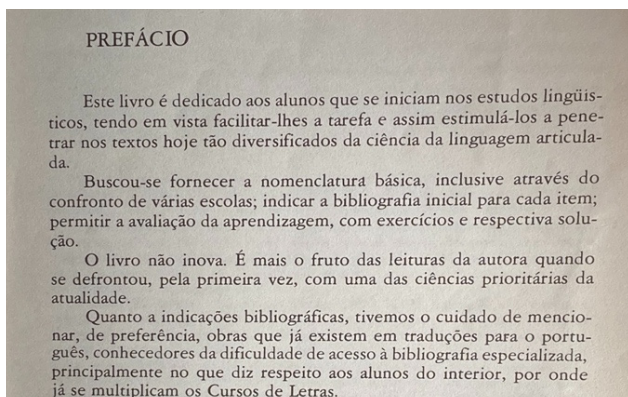 PREFÁCIO
Este livro é dedicado aos alunos que se iniciam nos estudos lingüis-
ticos, tendo em vista facilitar-lhes a tarefa e assim estimulá-los a pene-
trar nos textos hoje tão diversificados da ciência da linguagem articula-
da.
Buscou-se fornecer a nomenclatura básica, inclusive através do
confronto de várias escolas; indicar a bibliografia inicial para cada item;
permitir a avaliação da aprendizagem, com exercícios e respectiva solu-
ção.
O livro não inova. É mais o fruto das leituras da autora quando
se defrontou, pela primeira vez, com uma das ciências prioritárias da
atualidade.
Quanto a indicações bibliográficas, tivemos o cuidado de mencio-
nar, de preferência, obras que já existem em traduções para o portu-
guês, conhecedores da dificuldade de acesso à bibliografia especializada,
principalmente no que diz respeito aos alunos do interior, por onde
já se multiplicam os Cursos de Letras.